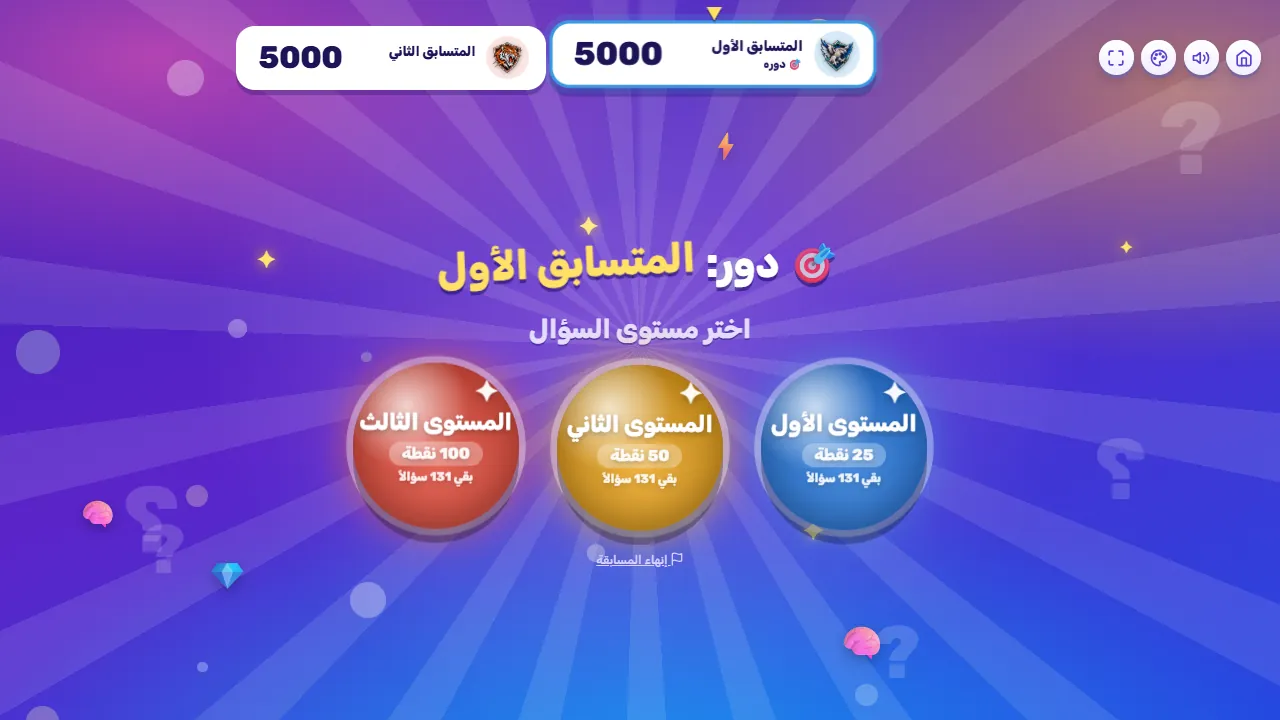 المتسابق الأول
🎯 دوره
5000
المتسابق الثاني
5000
🎯 دور: المتسابق الأول
اختر مستوى السؤال
المستوى الأول
25 نقطة
بقي 131 سؤالاً
المستوى الثاني
50 نقطة
بقي 131 سؤالاً
المستوى الثالث
100 نقطة
بقي 131 سؤالاً
إنهاء المسابقة